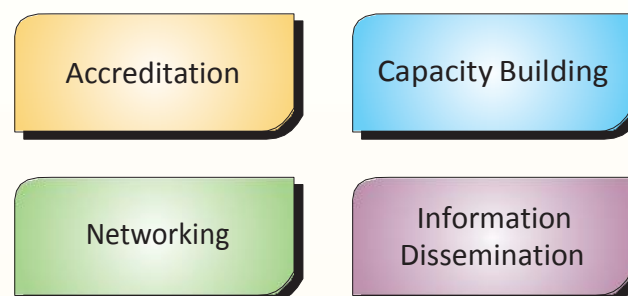 Accreditation
Capacity Building
Networking
Information
Dissemination